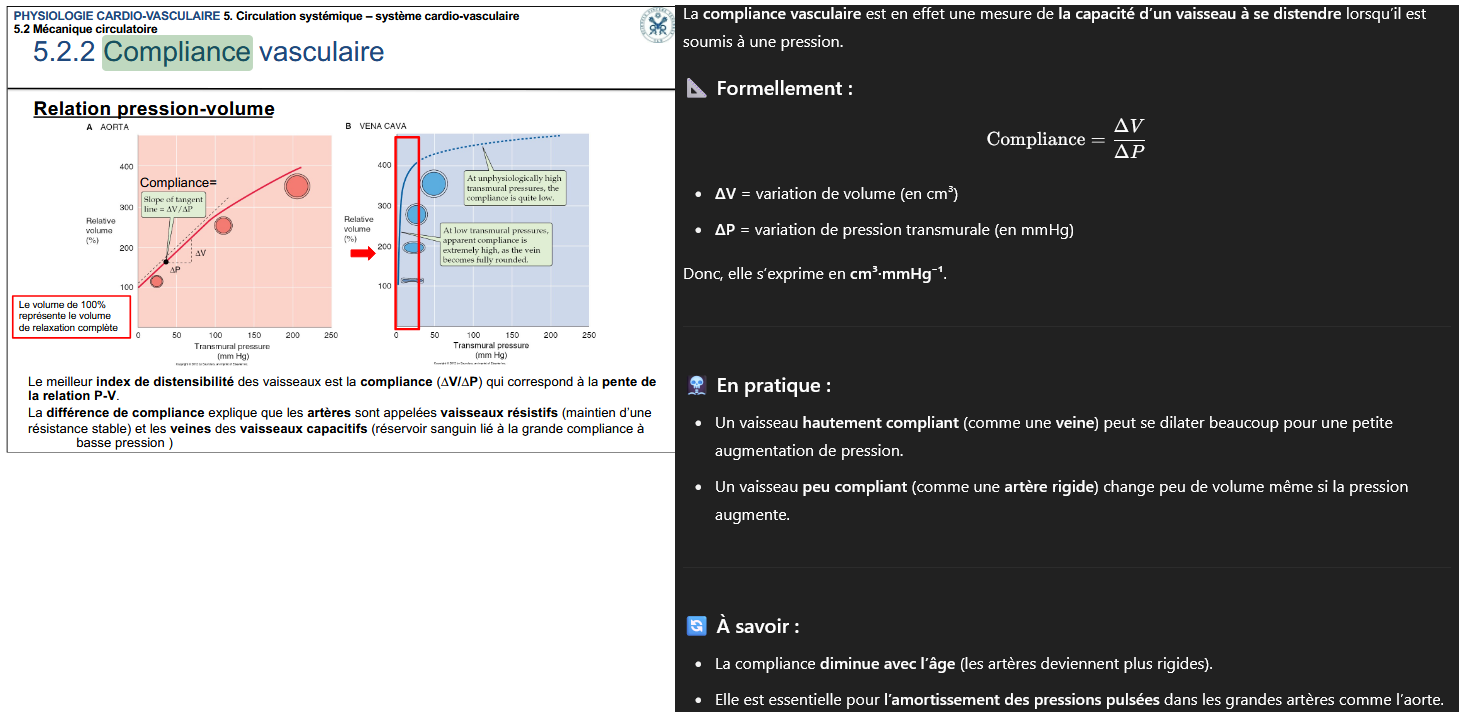 PHYSIOLOGIE CARDIO-VASCULAIRE 5. Circulation systémique – système cardio-vasculaire
5.2 Mécanique circulatoire
5.2.2 Compliance vasculaire
Relation pression-volume
A AORTA
400
300
200
100
Relative
volume
(%)
Compliance=
Slope of tangent
line = ΔV/ΔP
ΔV
ΔP
0 50 100 150 200 250
Transmural pressure
(mm Hg)
Le volume de 100%
représente le volume
de relaxation complète
B VENA CAVA
400
300
200
100
Relative
volume
(%)
At unphysiologically high
transmural pressures, the
compliance is quite low.
At low transmural pressures,
apparent compliance is
extremely high, as the vein
becomes fully rounded.
0 50 100 150 200 250
Transmural pressure
(mm Hg)
Le meilleur index de distensibilité des vaisseaux est la compliance (ΔV/ΔP) qui correspond à la pente de
la relation P-V.
La différence de compliance explique que les artères sont appelées vaisseaux résistifs (maintien d’une
résistance stable) et les veines des vaisseaux capacitifs (réservoir sanguin lié à la grande compliance à
basse pression )
La compliance vasculaire est en effet une mesure de la capacité d’un vaisseau à se distendre lorsqu’il est
soumis à une pression.
Formellement :
Compliance = ΔV/ΔP
• ΔV = variation de volume (en cm³)
• ΔP = variation de pression transmurale (en mmHg)
Donc, elle s’exprime en cm³·mmHg⁻¹.
En pratique :
• Un vaisseau hautement compliant (comme une veine) peut se dilater beaucoup pour une petite
augmentation de pression.
• Un vaisseau peu compliant (comme une artère rigide) change peu de volume même si la pression
augmente.
À savoir :
• La compliance diminue avec l’âge (les artères deviennent plus rigides).
• Elle est essentielle pour l’amortissement des pressions pulsées dans les grandes artères comme l’aorte.